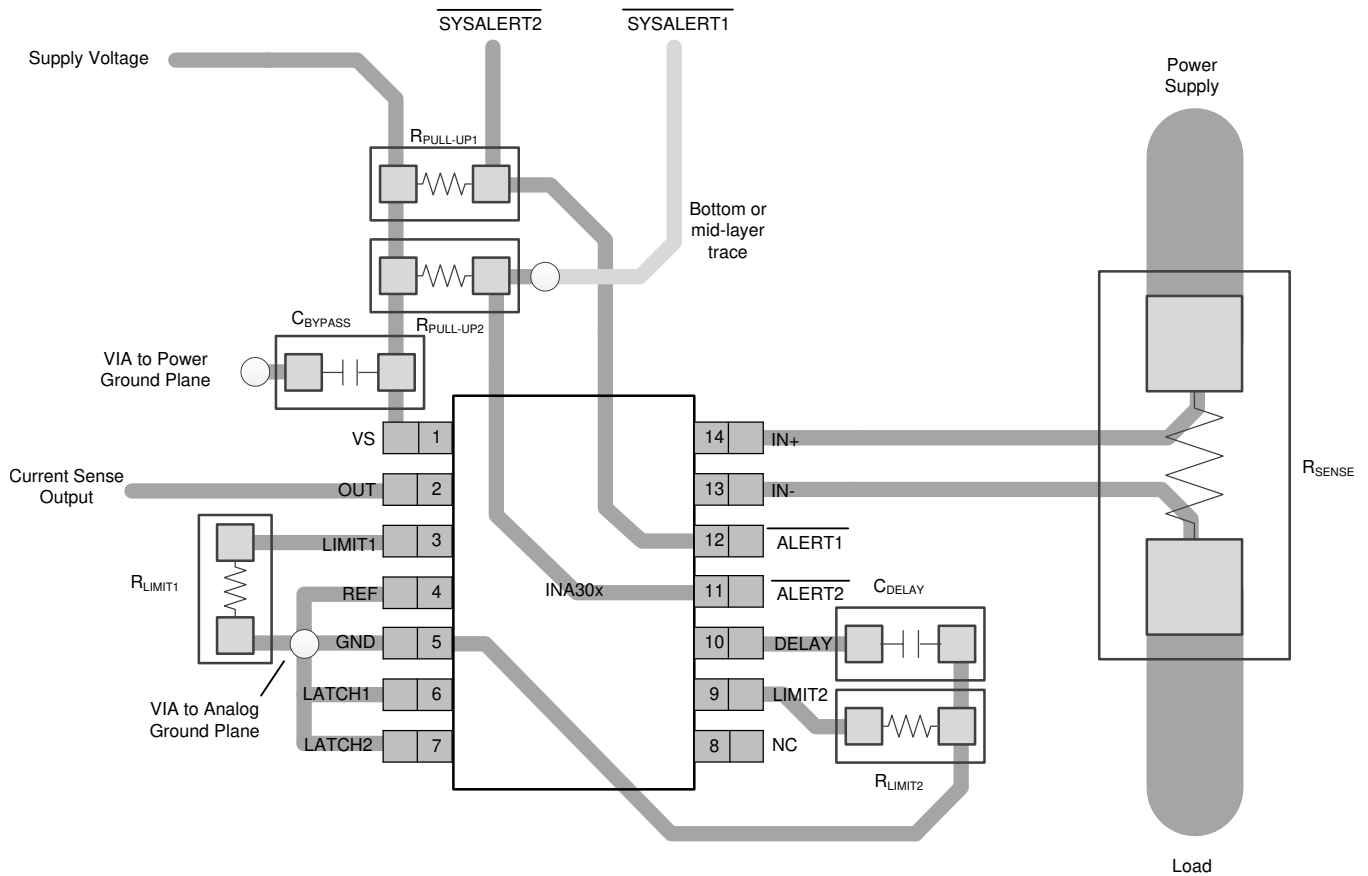 SYSALERT2
SYSALERT1
Supply Voltage
Power
Supply
RPULL-UP1
Bottom or
mid-layer
trace
CBYPASS
RPULL-UP2
VIA to Power
Ground Plane
VS
1
14
IN+
Current Sense
Output
OUT
2
13
IN-
RSENSE
LIMIT1
3
12
ALERT1
RLIMIT1
REF
4
INA30x
11
ALERT2
CDELAY
GND
5
10
DELAY
LATCH1
6
9
LIMIT2
VIA to Analog
Ground Plane
LATCH2
7
8
NC
RLIMIT2
Load